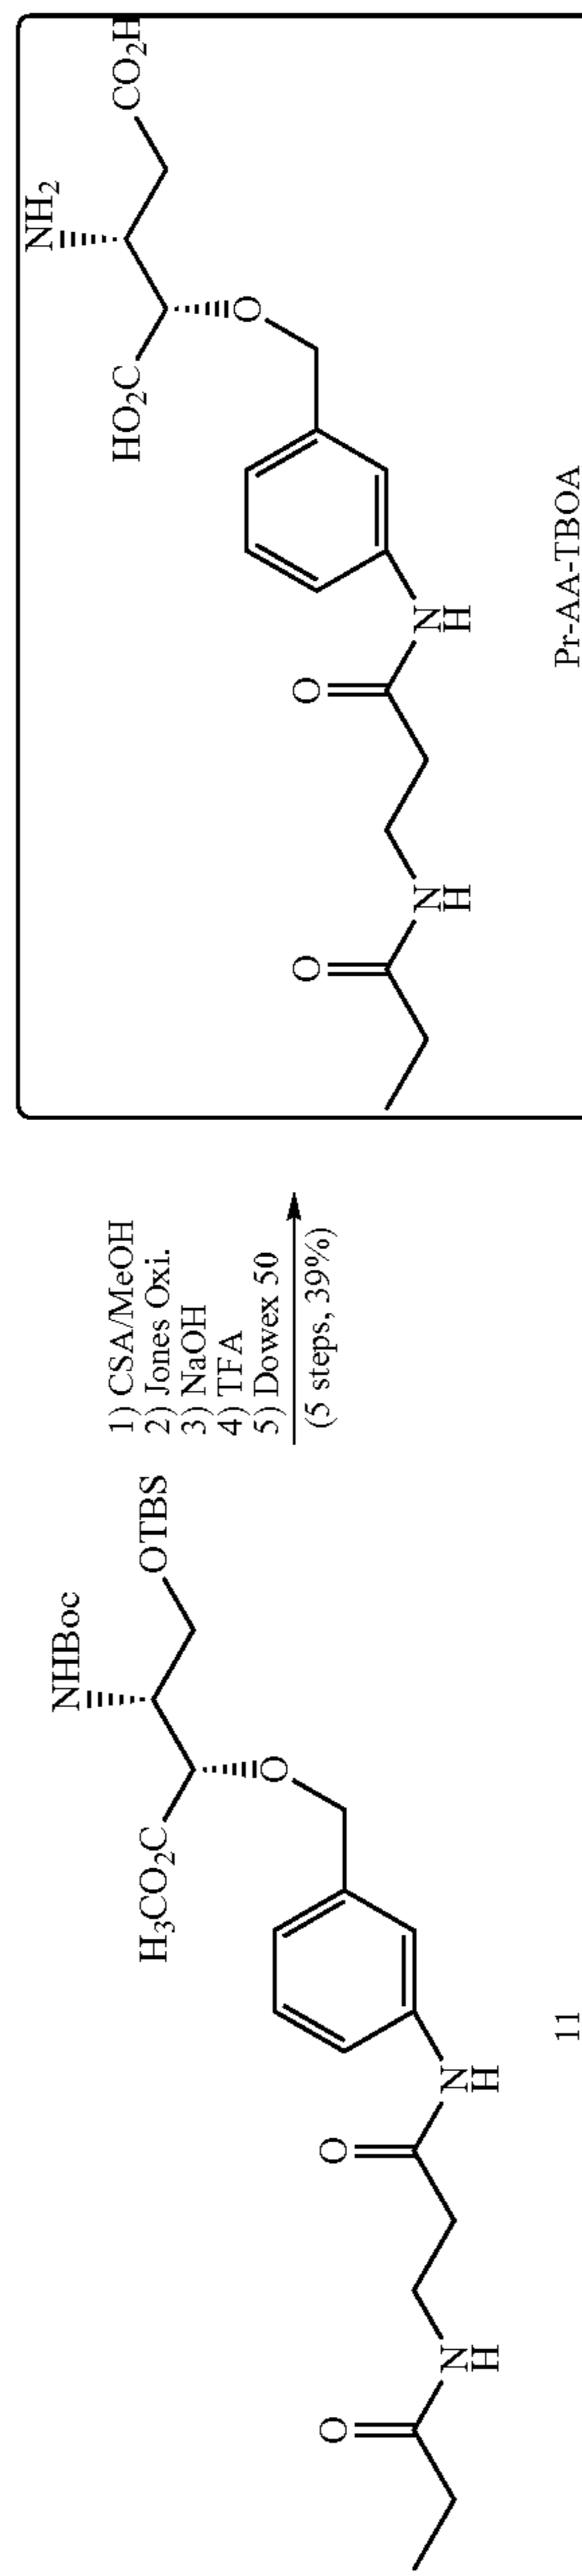 NHBoc
OTBS
H₃CO₂C
O
O
O
N
H
N
H
11
1) CSA/MeOH
2) Jones Oxi.
3) NaOH
4) TFA
5) Dowex 50
(5 steps, 39%)
NH₂
CO₂H
HO₂C
O
O
O
N
H
N
H
Pr-AA-TBOA